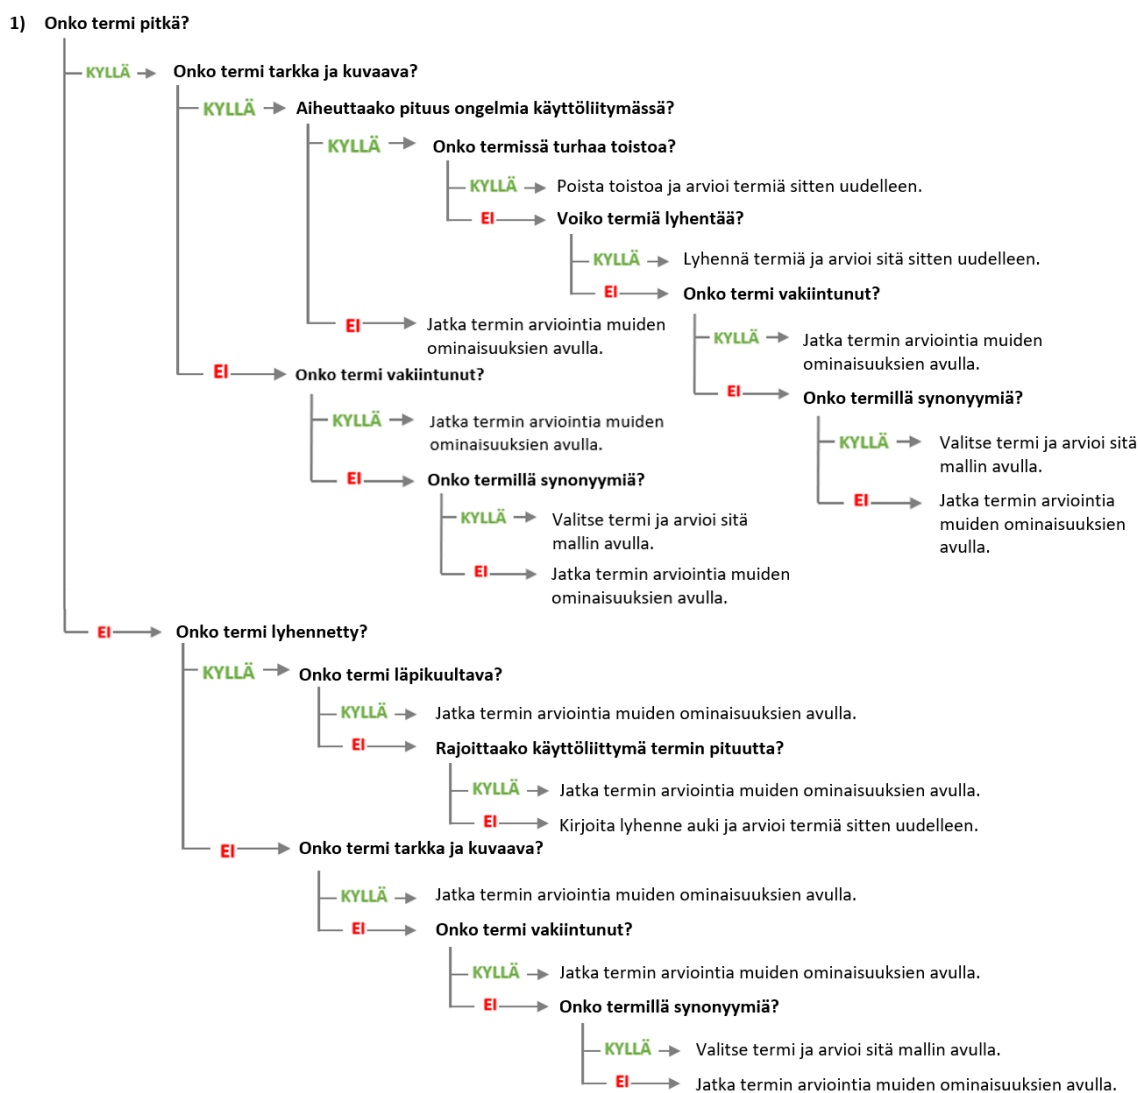 1) Onko termi pitkä?
KYLLÄ Onko termi tarkka ja kuvaava?
KYLLÄ Aiheuttaako pituus ongelmia käyttöliitymässä?
KYLLÄ Onko termissä turhaa toistoa?
KYLLÄ Poista toistoa ja arvioi termiä sitten uudelleen.
EI Voiko termiä lyhentää?
KYLLÄ Lyhennä termiä ja arvioi sitä sitten uudelleen.
EI Onko termi vakiintunut?
KYLLÄ Jatka termin arviointia muiden
ominaisuuksien avulla.
EI Onko termillä synonyymiä?
KYLLÄ Valitse termi ja arvioi sitä
mallin avulla.
EI Jatka termin arviointia
muiden ominaisuuksien
avulla.
EI Jatka termin arviointia muiden
ominaisuuksien avulla.
EI Onko termi vakiintunut?
KYLLÄ Jatka termin arviointia muiden
ominaisuuksien avulla.
EI Onko termillä synonyymiä?
KYLLÄ Valitse termi ja arvioi sitä
mallin avulla.
EI Jatka termin arviointia muiden
ominaisuuksien avulla.
EI Onko termi lyhennetty?
KYLLÄ Onko termi läpikuultava?
KYLLÄ Jatka termin arviointia muiden ominaisuuksien avulla.
EI Rajoittaako käyttöliittymä termin pituutta?
KYLLÄ Jatka termin arviointia muiden ominaisuuksien avulla.
EI Kirjoita lyhenne auki ja arvioi termiä sitten uudelleen.
EI Onko termi tarkka ja kuvaava?
KYLLÄ Jatka termin arviointia muiden ominaisuuksien avulla.
EI Onko termi vakiintunut?
KYLLÄ Jatka termin arviointia muiden ominaisuuksien avulla.
EI Onko termillä synonyymiä?
KYLLÄ Valitse termi ja arvioi sitä mallin avulla.
EI Jatka termin arviointia muiden ominaisuuksien avulla.